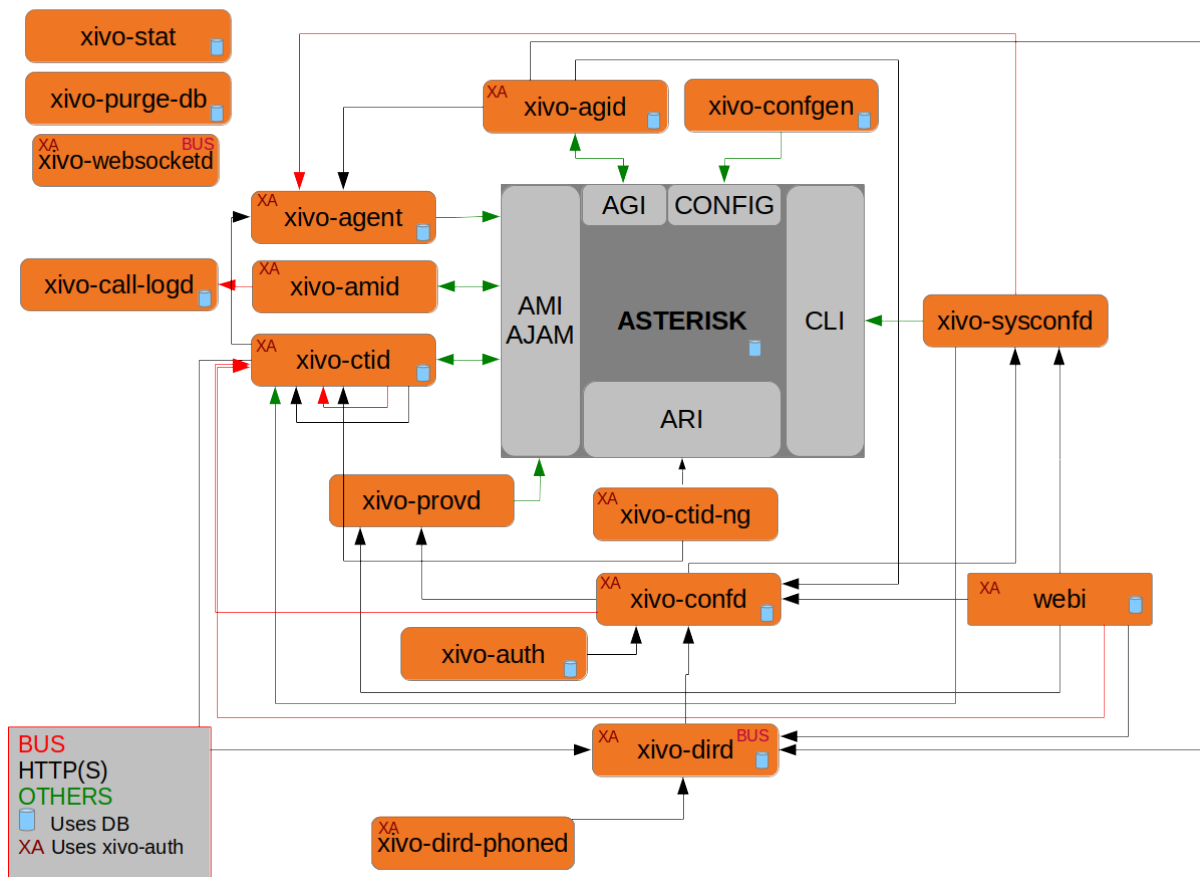 xivo-stat
xivo-purge-db
XA
BUS
xivo-websocketd
XA
xivo-agid
xivo-confgen
XA
xivo-agent
AGI
CONFIG
xivo-call-logd
XA
xivo-amid
AMI
AJAM
ASTERISK
CLI
xivo-sysconfd
XA
xivo-ctid
ARI
xivo-provd
XA
xivo-ctid-ng
XA
xivo-confd
XA
webi
xivo-auth
BUS
HTTP(S)
OTHERS
Uses DB
XA Uses xivo-auth
XA
BUS
xivo-dird
XA
xivo-dird-phoned